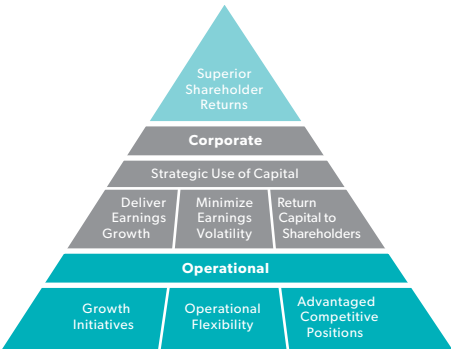 Superior
Shareholder
Returns
Corporate
Strategic Use of Capital
Deliver
Earnings
Growth
Minimize
Earnings
Volatility
Return
Capital to
Shareholders
Operational
Growth
Initiatives
Operational
Flexibility
Advantaged
Competitive
Positions